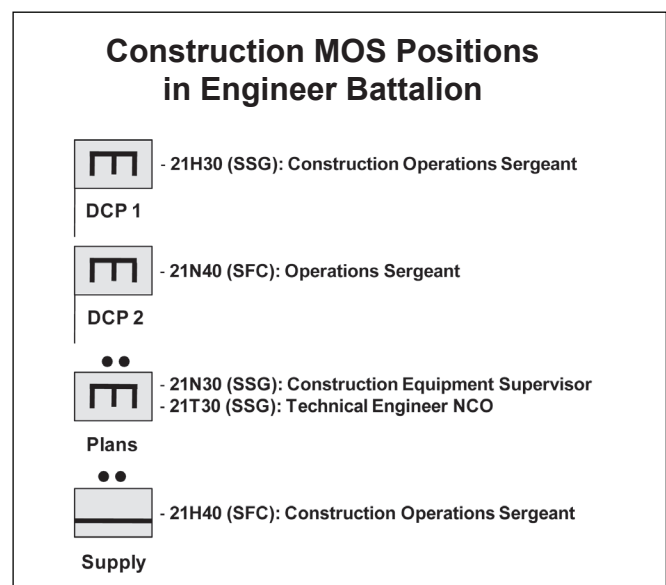 Construction MOS Positions
in Engineer Battalion
- 21H30 (SSG): Construction Operations Sergeant
DCP 1
- 21N40 (SFC): Operations Sergeant
DCP 2
- 21N30 (SSG): Construction Equipment Supervisor
- 21T30 (SSG): Technical Engineer NCO
Plans
- 21H40 (SFC): Construction Operations Sergeant
Supply